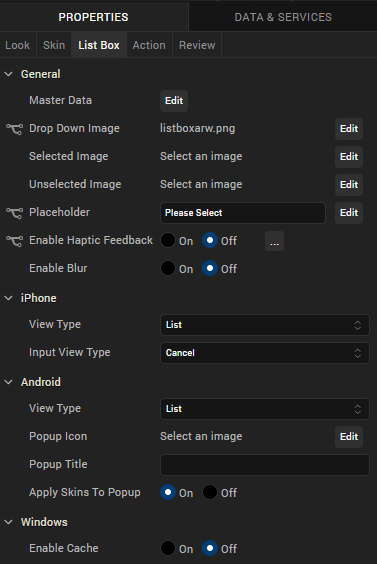 PROPERTIES DATA & SERVICES
Look Skin List Box Action Review
General
Master Data Edit
Drop Down Image listboxarw.png Edit
Selected Image Select an image Edit
Unselected Image Select an image Edit
Placeholder Please Select Edit
Enable Haptic Feedback On Off ...
Enable Blur On Off
iPhone
View Type List
Input View Type Cancel
Android
View Type List
Popup Icon Select an image Edit
Popup Title
Apply Skins To Popup On Off
Windows
Enable Cache On Off